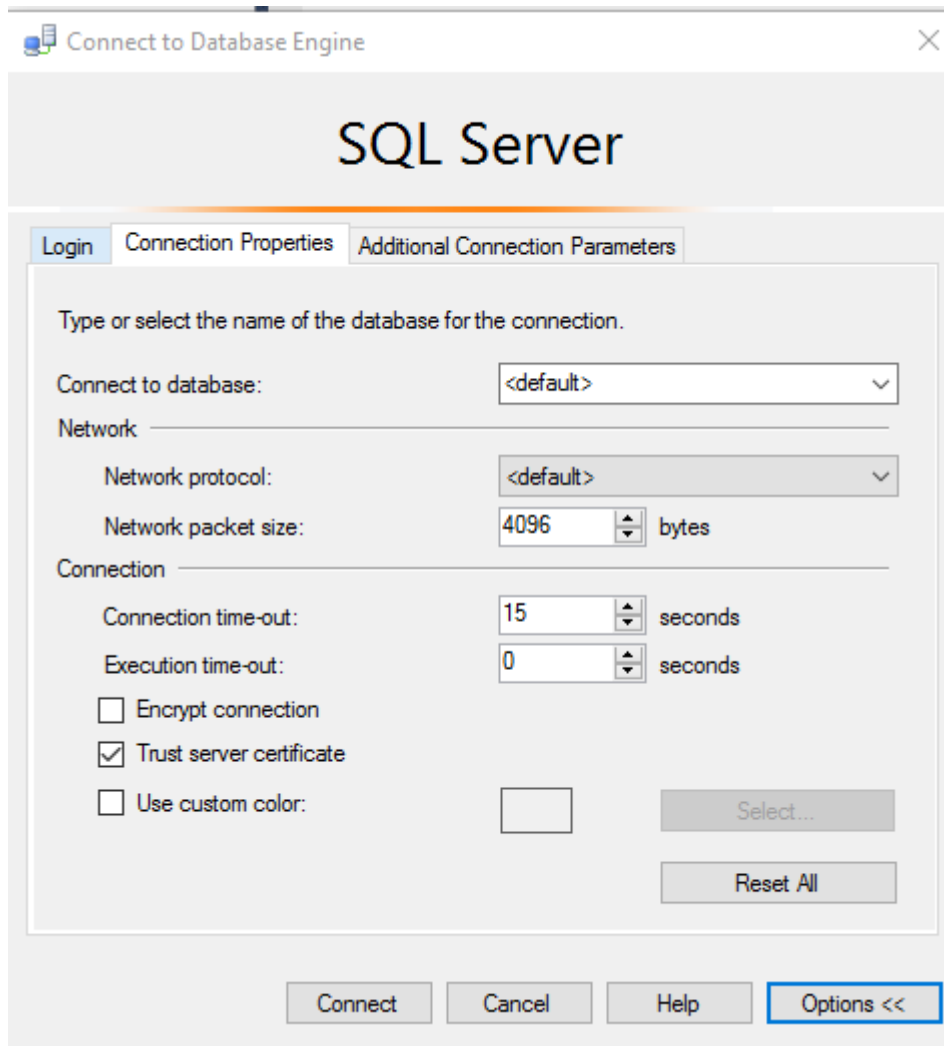 Connect to Database Engine
SQL Server
Login Connection Properties Additional Connection Parameters
Type or select the name of the database for the connection.
Connect to database: <default>
Network
Network protocol: <default>
Network packet size: 4096 bytes
Connection
Connection time-out: 15 seconds
Execution time-out: 0 seconds
Encrypt connection
Trust server certificate
Use custom color: Select...
Reset All
Connect Cancel Help Options <<